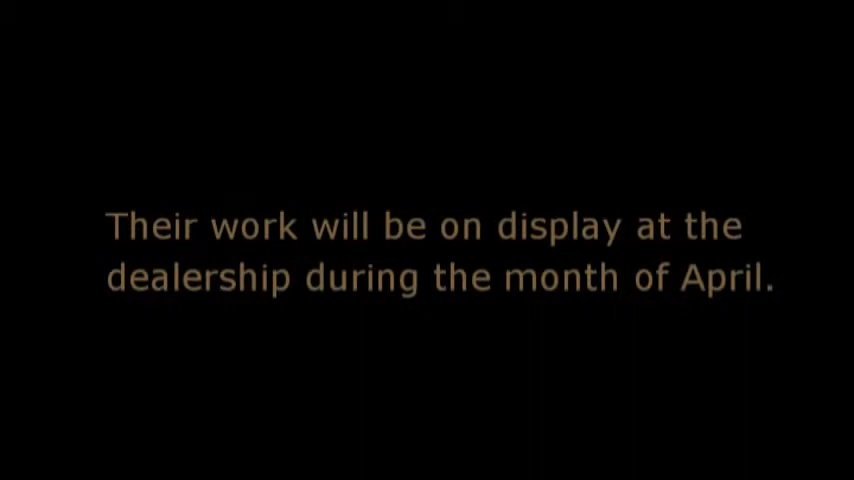 Their work will be on display at the
dealership during the month of April.